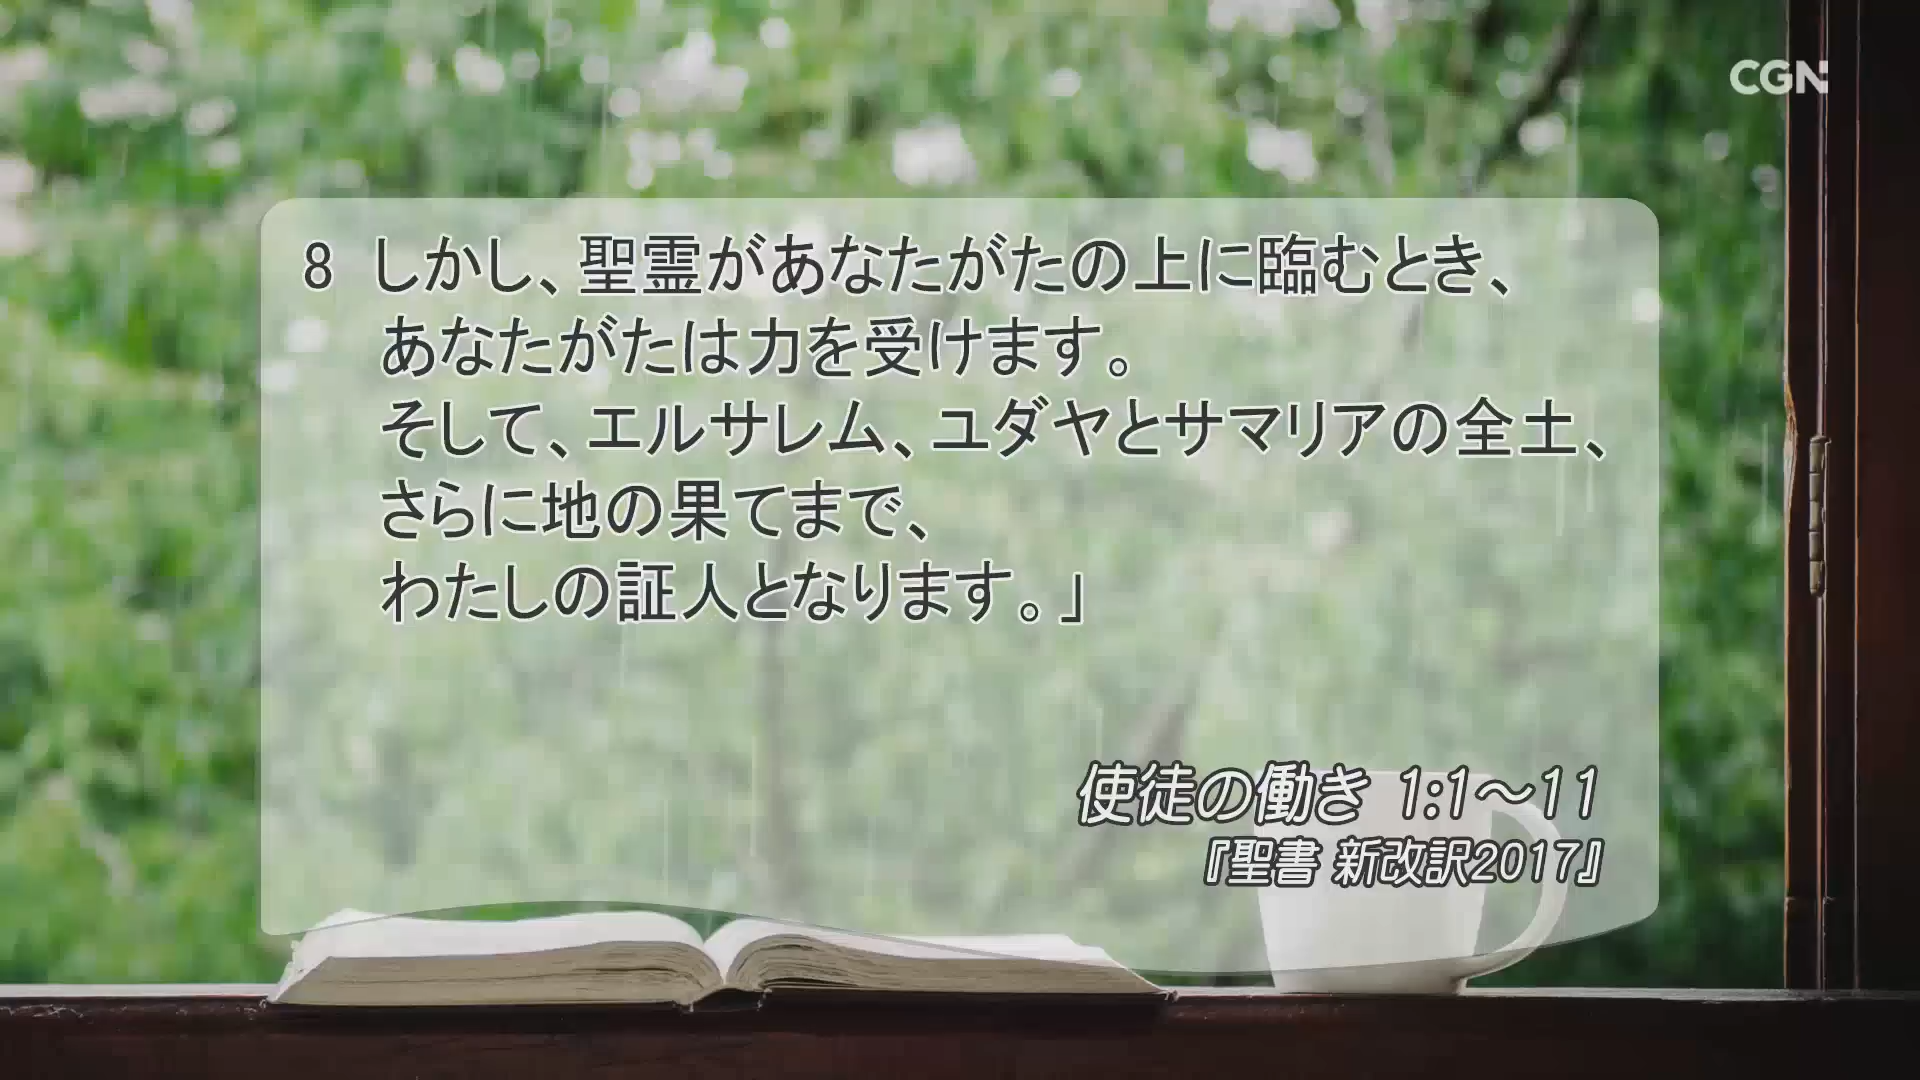 CGN
8 しかし、聖霊があなたがたの上に臨むとき、
あなたがたは力を受けます。
そして、エルサレム、ユダヤとサマリアの全土、
さらに地の果てまで、
わたしの証人となります。」
使徒の働き 1:1～11
『聖書 新改訳2017』